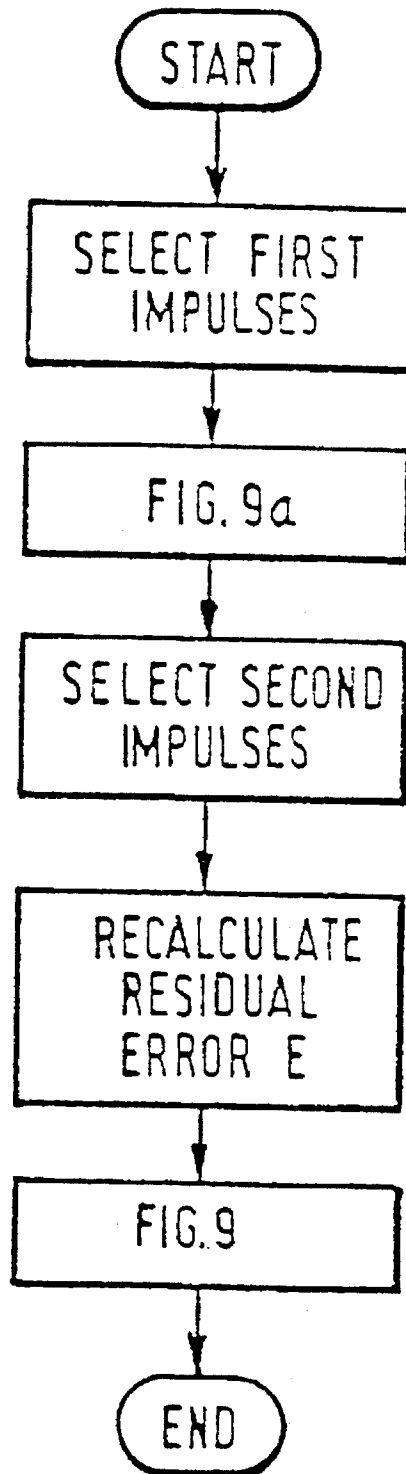 START
SELECT FIRST
IMPULSES
FIG. 9a
SELECT SECOND
IMPULSES
RECALCULATE
RESIDUAL
ERROR E
FIG. 9
END